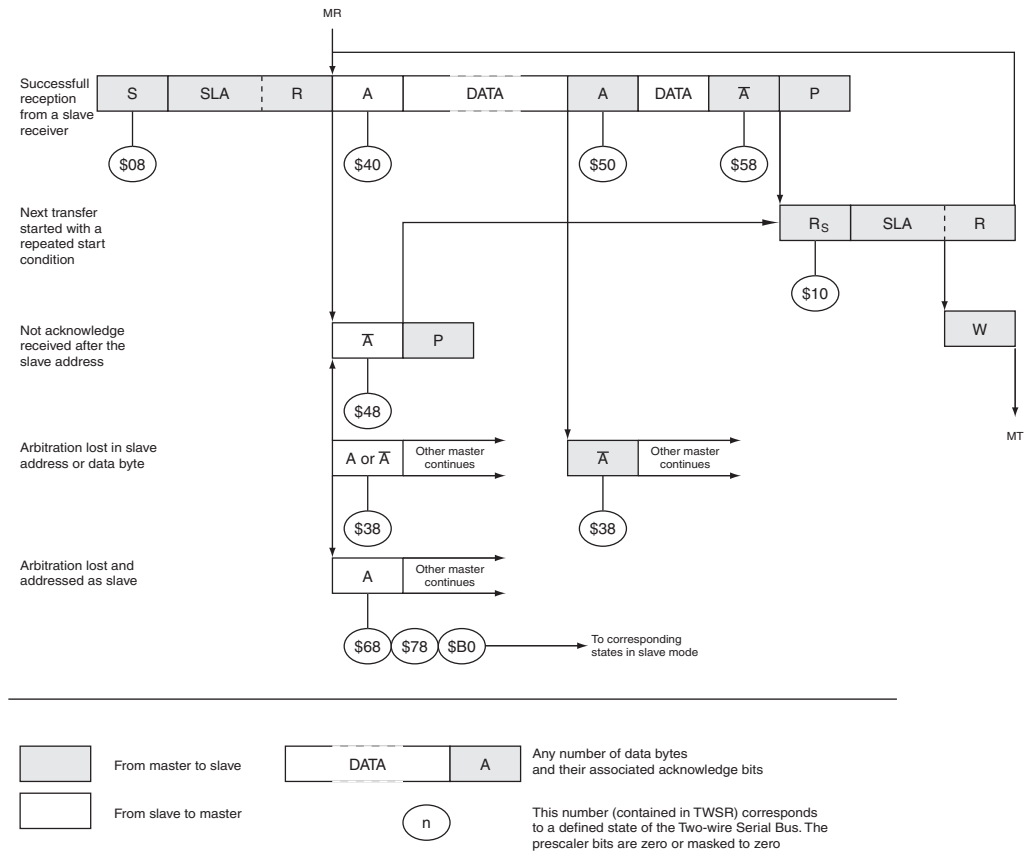 MR
Successfull
reception
from a slave
receiver
S SLA R A DATA A DATA A̅ P
$08 $40 $50 $58
Next transfer
started with a
repeated start
condition
RS SLA R
$10
Not acknowledge
received after the
slave address
A̅ P
W
$48
MT
Arbitration lost in slave
address or data byte
A or A̅ Other master
continues
A̅ Other master
continues
$38 $38
Arbitration lost and
addressed as slave
A Other master
continues
$68 $78 $B0 To corresponding
states in slave mode
From master to slave
DATA A
Any number of data bytes
and their associated acknowledge bits
From slave to master
n
This number (contained in TWSR) corresponds
to a defined state of the Two-wire Serial Bus. The
prescaler bits are zero or masked to zero